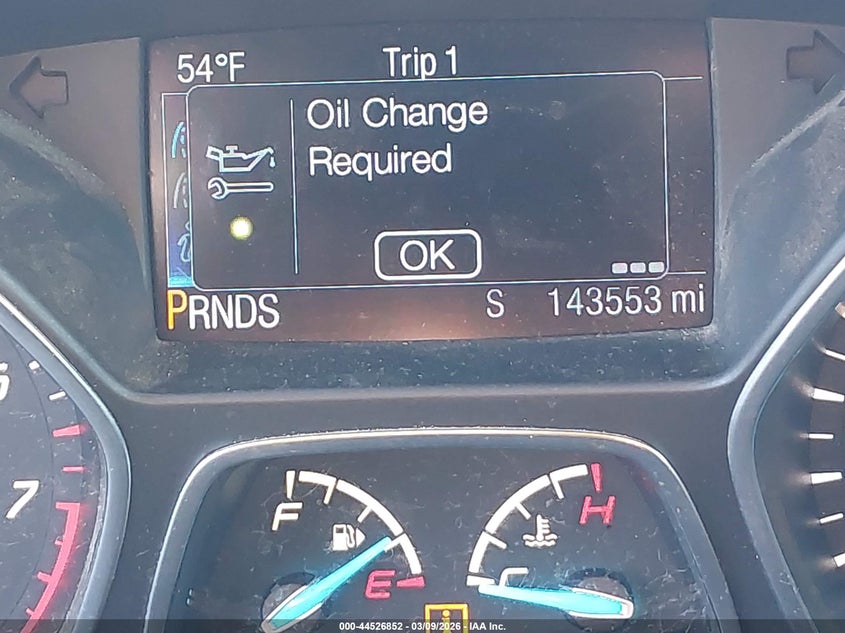 54°F Trip 1
Oil Change
Required
OK
PRNDS S 143553 mi
7
F H
E C
000-44526852 - 03/09/2026 - IAA Inc.